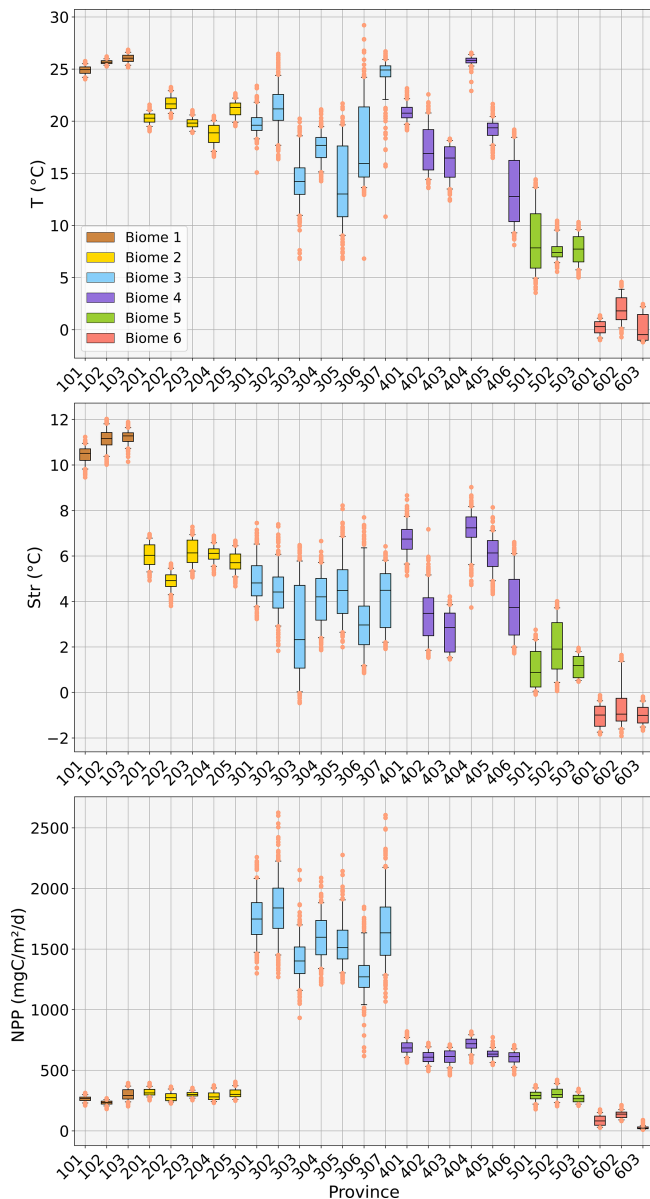 T (°C)
30
25
20
15
10
5
0
Biome 1
Biome 2
Biome 3
Biome 4
Biome 5
Biome 6
101 102 103 201 202 203 204 205 301 302 303 304 305 306 307 401 402 403 404 405 406 501 502 503 601 602 603
Str (°C)
12
10
8
6
4
2
0
−2
101 102 103 201 202 203 204 205 301 302 303 304 305 306 307 401 402 403 404 405 406 501 502 503 601 602 603
NPP (mgC/m²/d)
2500
2000
1500
1000
500
0
101 102 103 201 202 203 204 205 301 302 303 304 305 306 307 401 402 403 404 405 406 501 502 503 601 602 603
Province